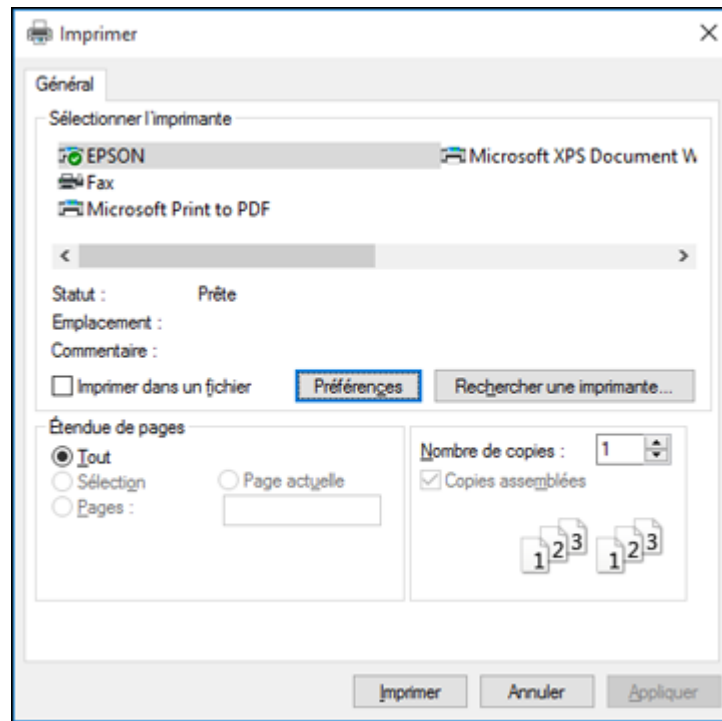 Imprimer
Général
Sélectionner l'imprimante
EPSON Microsoft XPS Document W
Fax
Microsoft Print to PDF
Statut : Prête
Emplacement :
Commentaire :
Imprimer dans un fichier Préférences Rechercher une imprimante...
Étendue de pages
Tout
Sélection Page actuelle
Pages :
Nombre de copies : 1
Copies assemblées
1 2 3 1 2 3
Imprimer Annuler Appliquer